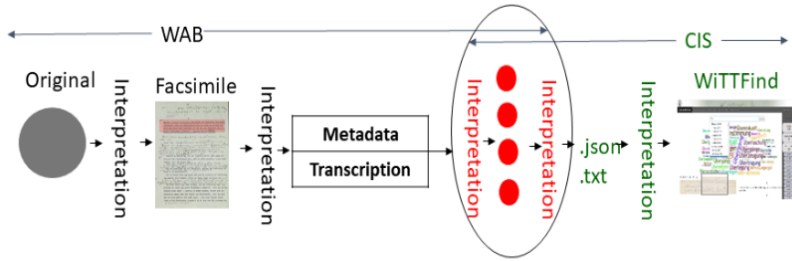 WAB
CIS
Original
Interpretation
Facsimile
Interpretation
Metadata
Transcription
Interpretation
Interpretation
.json
.txt
Interpretation
WiTTFind